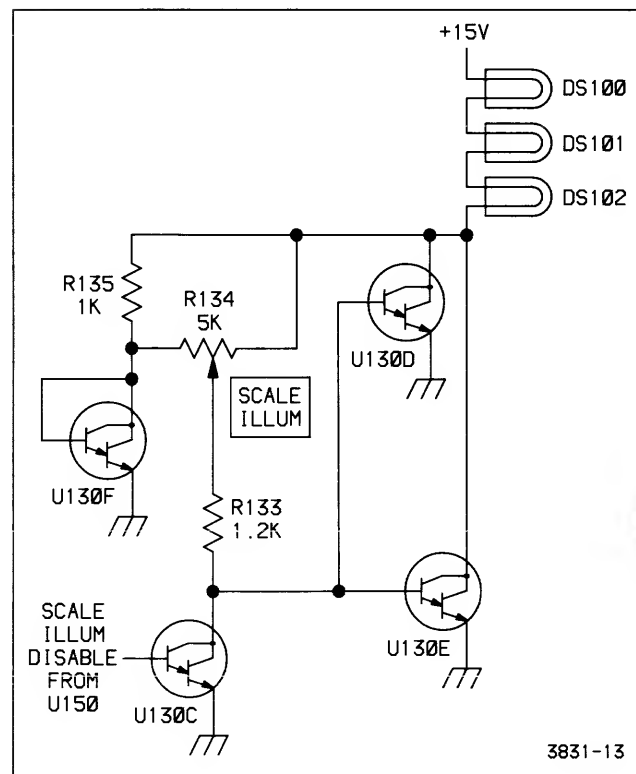 +15V
DS100
DS101
DS102
R135
1K
R134
5K
U130D
SCALE
ILLUM
U130F
R133
1.2K
SCALE
ILLUM
DISABLE
FROM
U150
U130E
U130C
3831-13